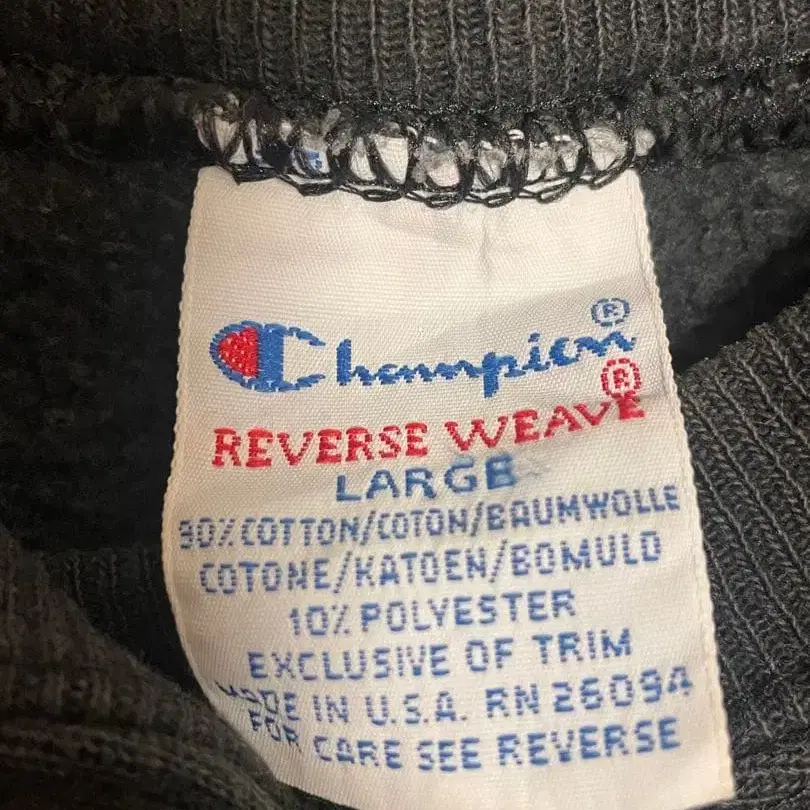 Champion®
REVERSE WEAVE®
LARGE
90% COTTON/COTON/BAUMWOLLE
COTONE/KATOEN/BOMULD
10% POLYESTER
EXCLUSIVE OF TRIM
MADE IN U.S.A. RN 26094
FOR CARE SEE REVERSE